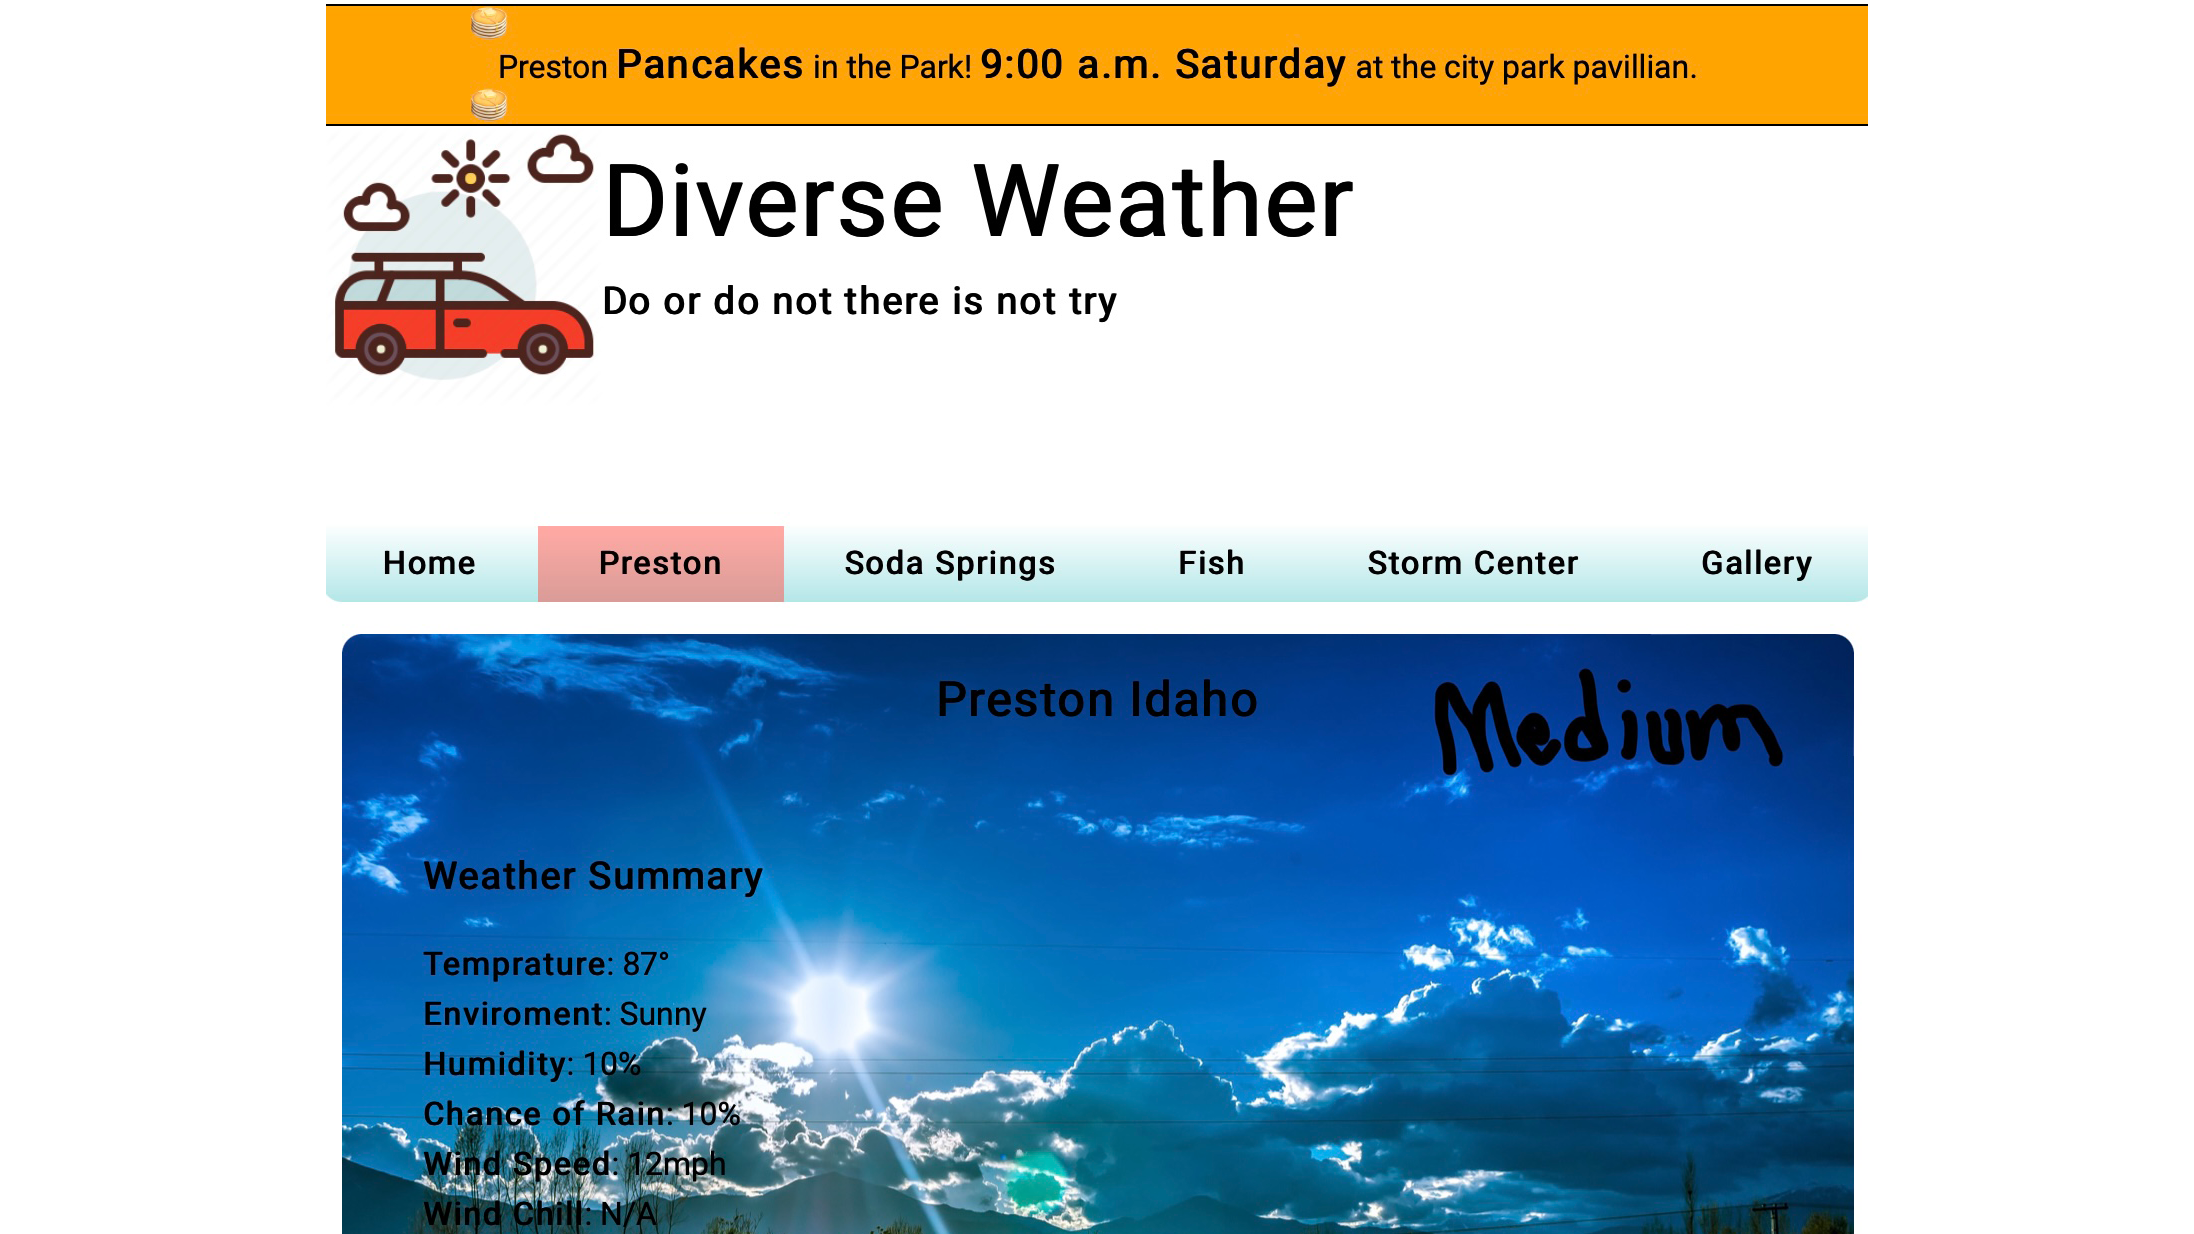 Preston Pancakes in the Park! 9:00 a.m. Saturday at the city park pavillian.
Diverse Weather
Do or do not there is not try
Home Preston Soda Springs Fish Storm Center Gallery
Preston Idaho
Medium
Weather Summary
Temprature: 87°
Enviroment: Sunny
Humidity: 10%
Chance of Rain: 10%
Wind Speed: 12mph
Wind Chill: N/A